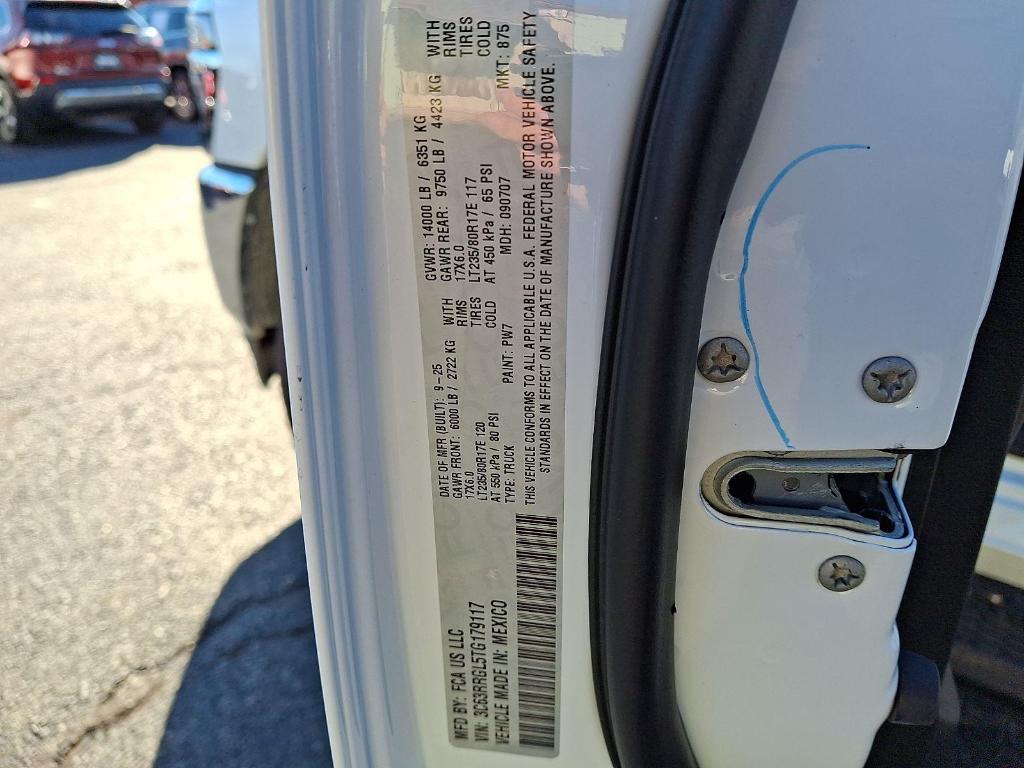 MFD BY: FCA US LLC
VIN: 3C63RRGL5TG179117
VEHICLE MADE IN: MEXICO
DATE OF MFR (BUILT): 9-25
GAWR FRONT: 6000 LB / 2722 KG WITH
17X6.0 RIMS
LT235/80R17E 120 TIRES
AT 550 kPa / 80 PSI COLD
TYPE: TRUCK PAINT: PW7
GVWR: 14000 LB / 6351 KG
GAWR REAR: 9750 LB / 4423 KG WITH
17X6.0 RIMS
LT235/80R17E 117 TIRES
AT 450 kPa / 65 PSI COLD
MDH: 090707 MKT: 875
THIS VEHICLE CONFORMS TO ALL APPLICABLE U.S.A. FEDERAL MOTOR VEHICLE SAFETY
STANDARDS IN EFFECT ON THE DATE OF MANUFACTURE SHOWN ABOVE.